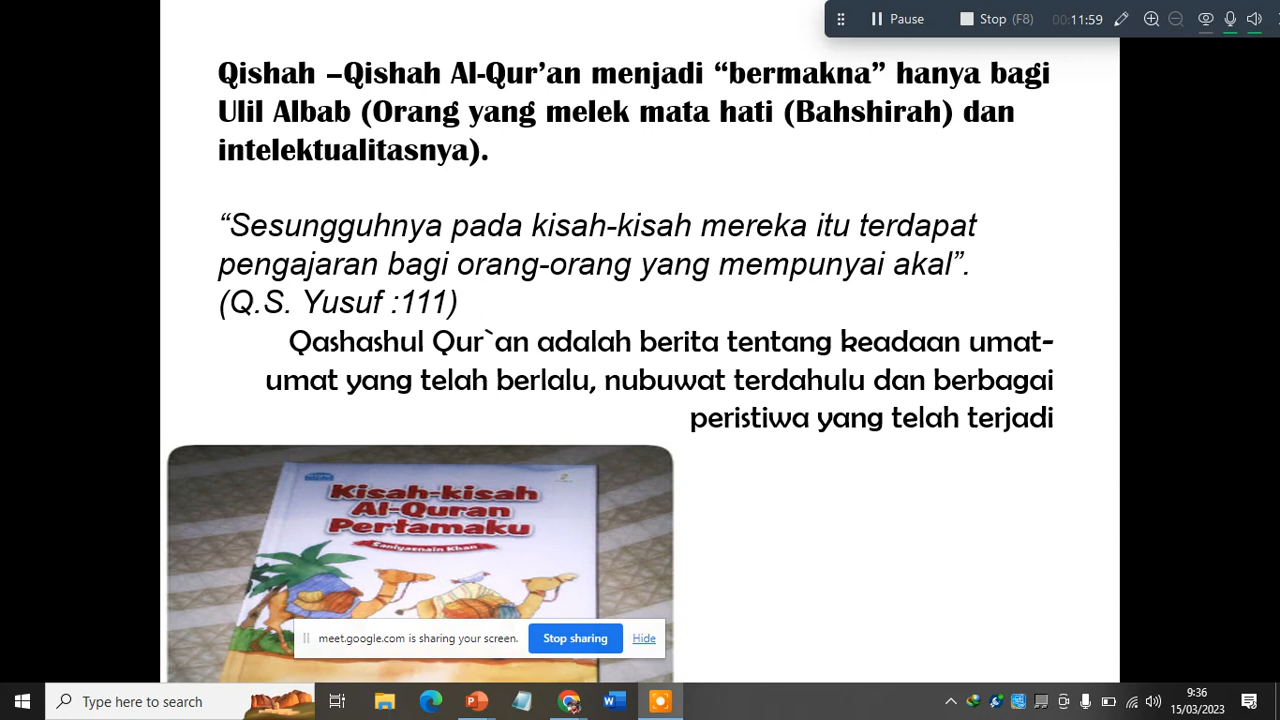 Pause
Stop (F8)
00:11:59
Qishah –Qishah Al-Qur’an menjadi “bermakna” hanya bagi
Ulil Albab (Orang yang melek mata hati (Bahshirah) dan
intelektualitasnya).
“Sesungguhnya pada kisah-kisah mereka itu terdapat
pengajaran bagi orang-orang yang mempunyai akal”.
(Q.S. Yusuf :111)
Qashashul Qur`an adalah berita tentang keadaan umat-
umat yang telah berlalu, nubuwat terdahulu dan berbagai
peristiwa yang telah terjadi
Kisah-kisah
Al-Quran
Pertamaku
Saniyasnain Khan
meet.google.com is sharing your screen.
Stop sharing
Hide
Type here to search
9:36
15/03/2023